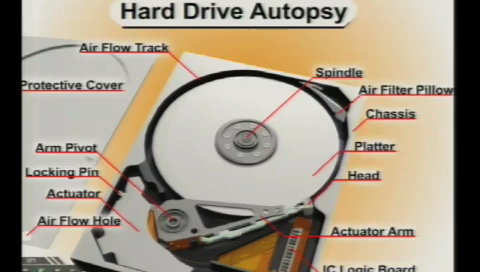 Hard Drive Autopsy
Air Flow Track
Spindle
Protective Cover
Air Filter Pillow
Chassis
Arm Pivot
Platter
Locking Pin
Head
Actuator
Air Flow Hole
Actuator Arm
IC Logic Board